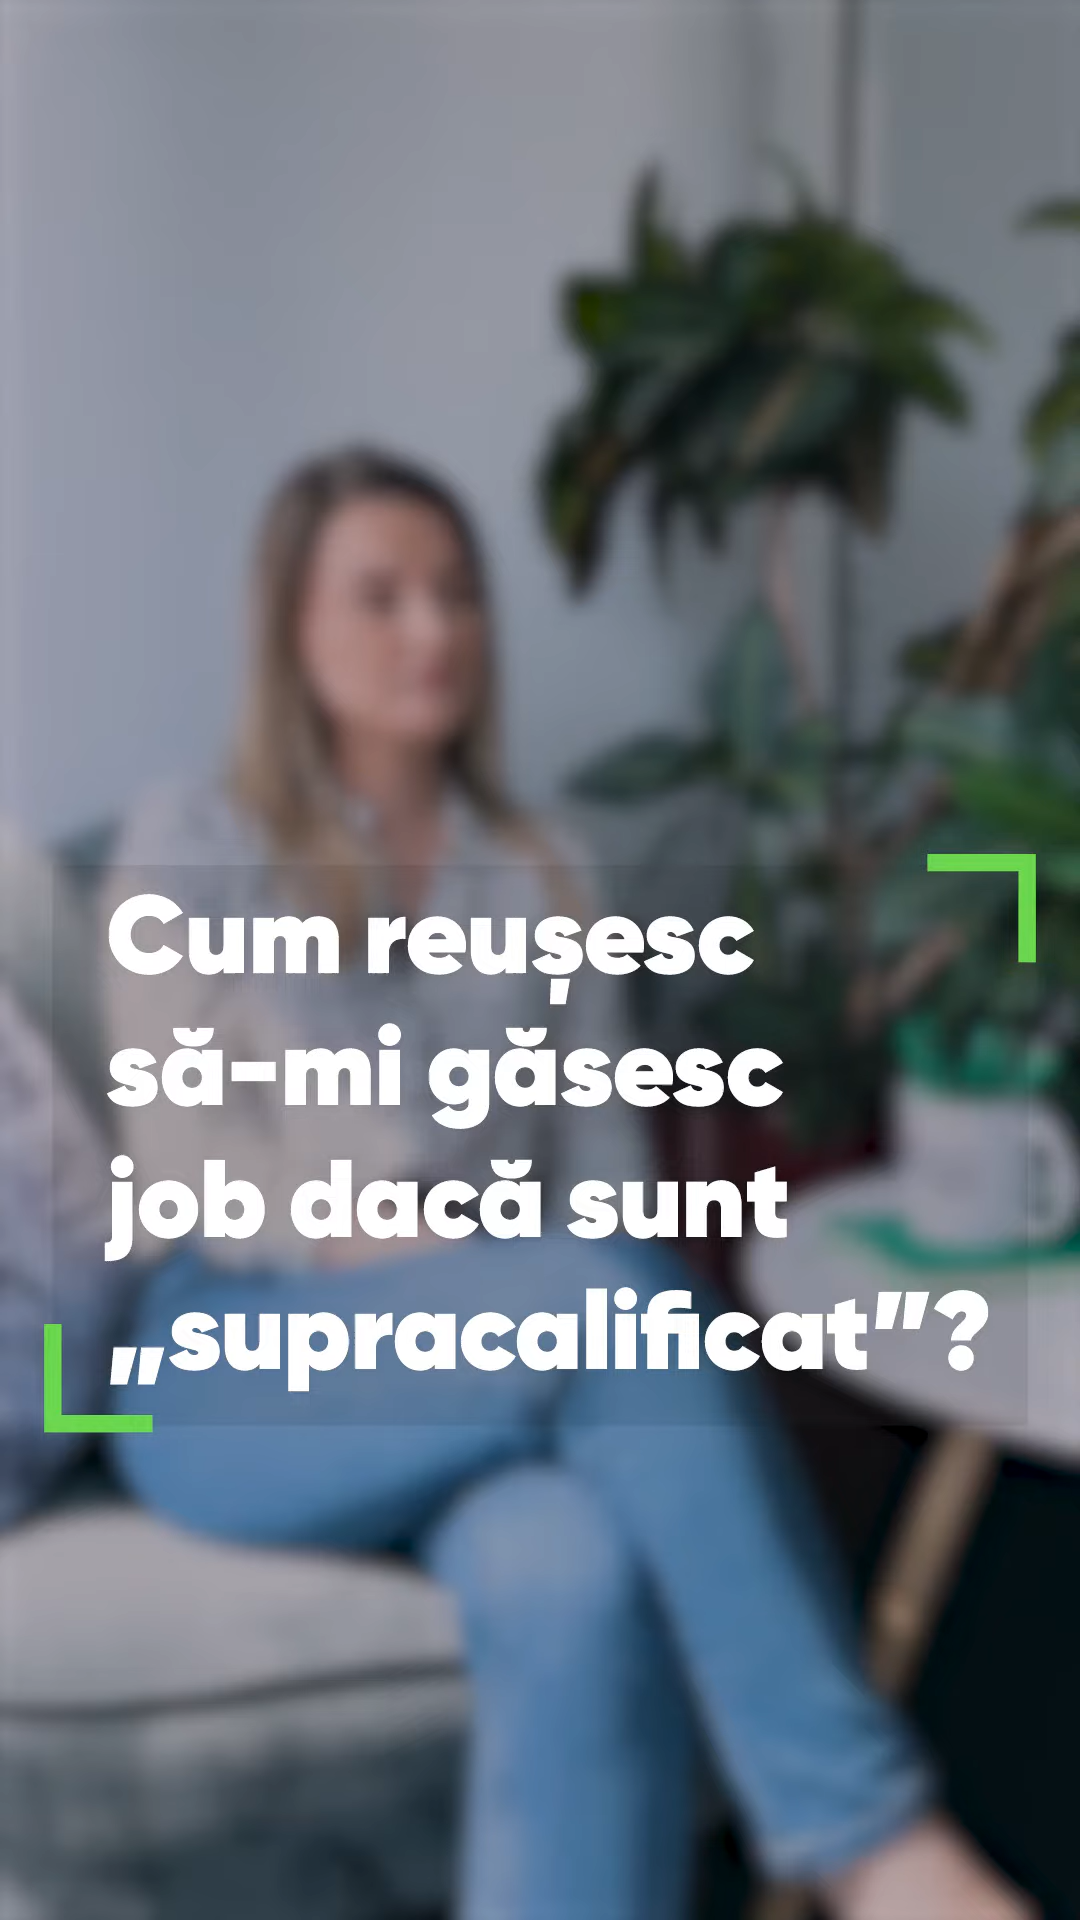 Cum reușesc
să-mi găsesc
job dacă sunt
„supracalificat”?